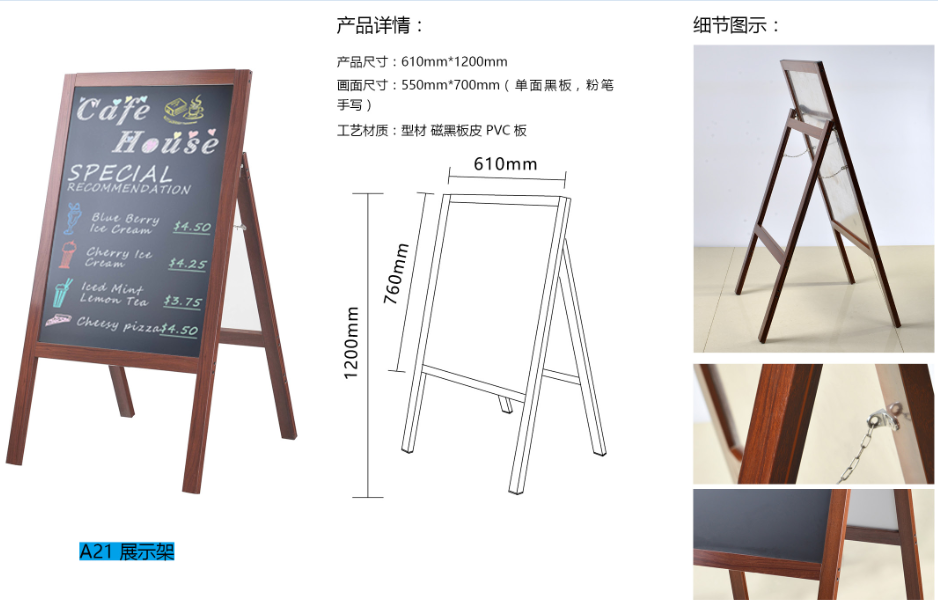 Cafe
House
SPECIAL
RECOMMENDATION
Blue Berry
Ice Cream
$4.50
Cherry Ice
Cream
$4.25
Iced Mint
Lemon Tea
$3.75
Cheesy pizza
$4.50
A21 展示架
产品详情：
产品尺寸：610mm*1200mm
画面尺寸：550mm*700mm（单面黑板，粉笔
手写）
工艺材质：型材 磁黑板皮 PVC 板
610mm
760mm
1200mm
细节图示：